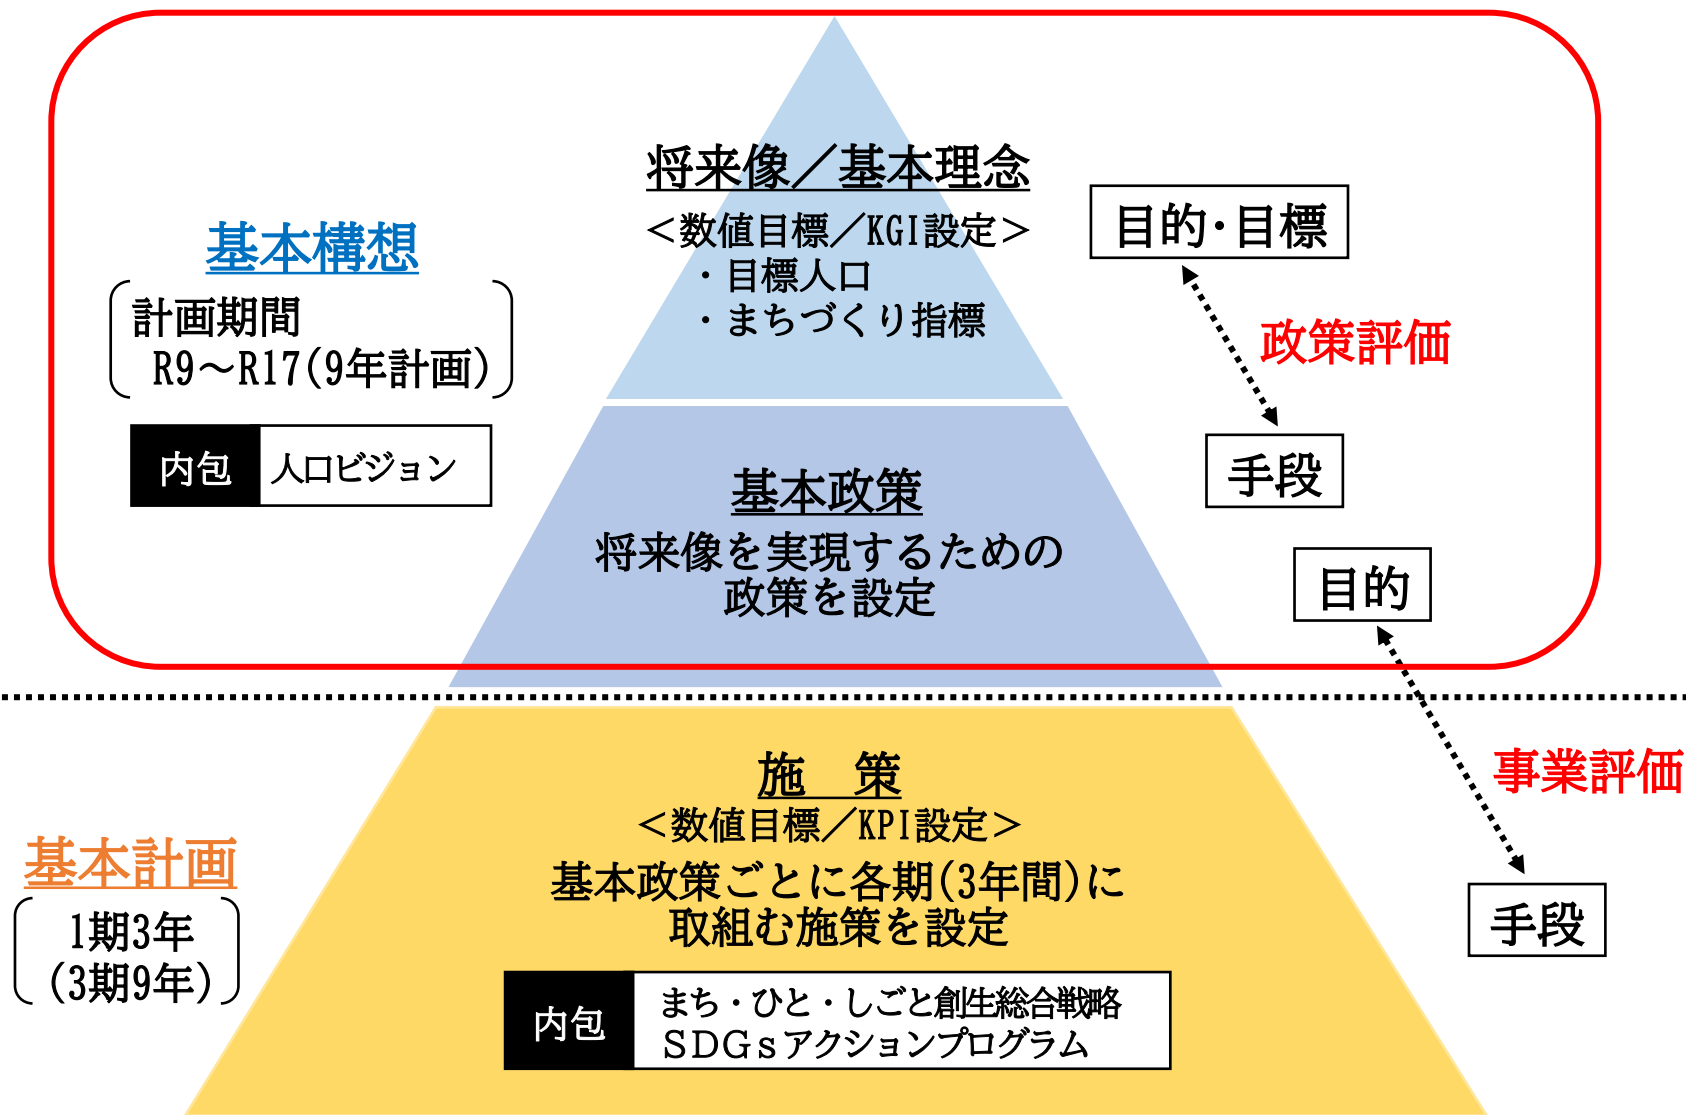 将来像／基本理念
＜数値目標／KGI設定＞
・目標人口
・まちづくり指標
基本構想
計画期間
R9～R17(9年計画)
内包
人口ビジョン
目的・目標
政策評価
手段
基本政策
将来像を実現するための
政策を設定
目的
事業評価
手段
施　策
＜数値目標／KPI設定＞
基本政策ごとに各期(3年間)に
取組む施策を設定
基本計画
1期3年
(3期9年)
内包
まち・ひと・しごと創生総合戦略
ＳＤＧｓアクションプログラム